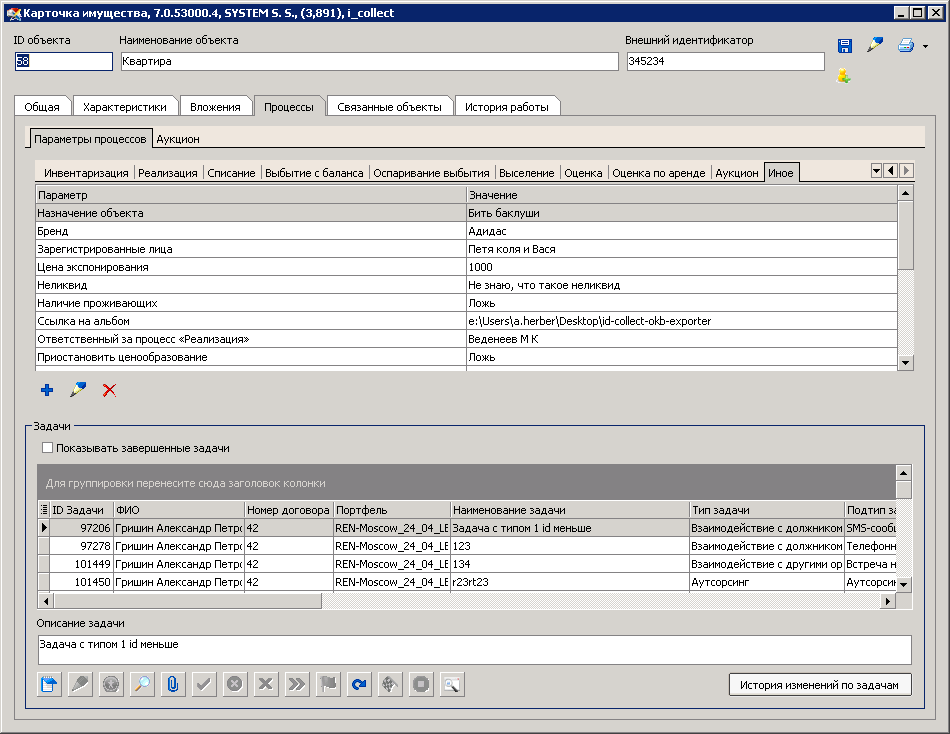 Карточка имущества, 7.0.53000.4, SYSTEM S. S., (3,891), i_collect
ID объекта Наименование объекта Внешний идентификатор
58 Квартира 345234
Общая Характеристики Вложения Процессы Связанные объекты История работы
Параметры процессов Аукцион
Инвентаризация Реализация Списание Выбытие с баланса Оспаривание выбытия Выселение Оценка Оценка по аренде Аукцион Иное
Параметр Значение
Назначение объекта Бить баклуши
Бренд Адидас
Зарегистрированные лица Петя коля и Вася
Цена экспонирования 1000
Неликвид Не знаю, что такое неликвид
Наличие проживающих Ложь
Ссылка на альбом e:\Users\a.herber\Desktop\id-collect-okb-exporter
Ответственный за процесс «Реализация» Веденеев М К
Приостановить ценообразование Ложь
Задачи
Показывать завершенные задачи
Для группировки перенесите сюда заголовок колонки
ID Задачи ФИО Номер договора Портфель Наименование задачи Тип задачи Подтип за
97206 Гришин Александр Петро 42 REN-Moscow_24_04_LE Задача с типом 1 id меньше Взаимодействие с должником SMS-сообщ
97278 Гришин Александр Петро 42 REN-Moscow_24_04_LE 123 Взаимодействие с должником Телефонн
101449 Гришин Александр Петро 42 REN-Moscow_24_04_LE 134 Взаимодействие с другими ор Встреча н
101450 Гришин Александр Петро 42 REN-Moscow_24_04_LE r23rt23 Аутсорсинг Аутсорсин
Описание задачи
Задача с типом 1 id меньше
История изменений по задачам